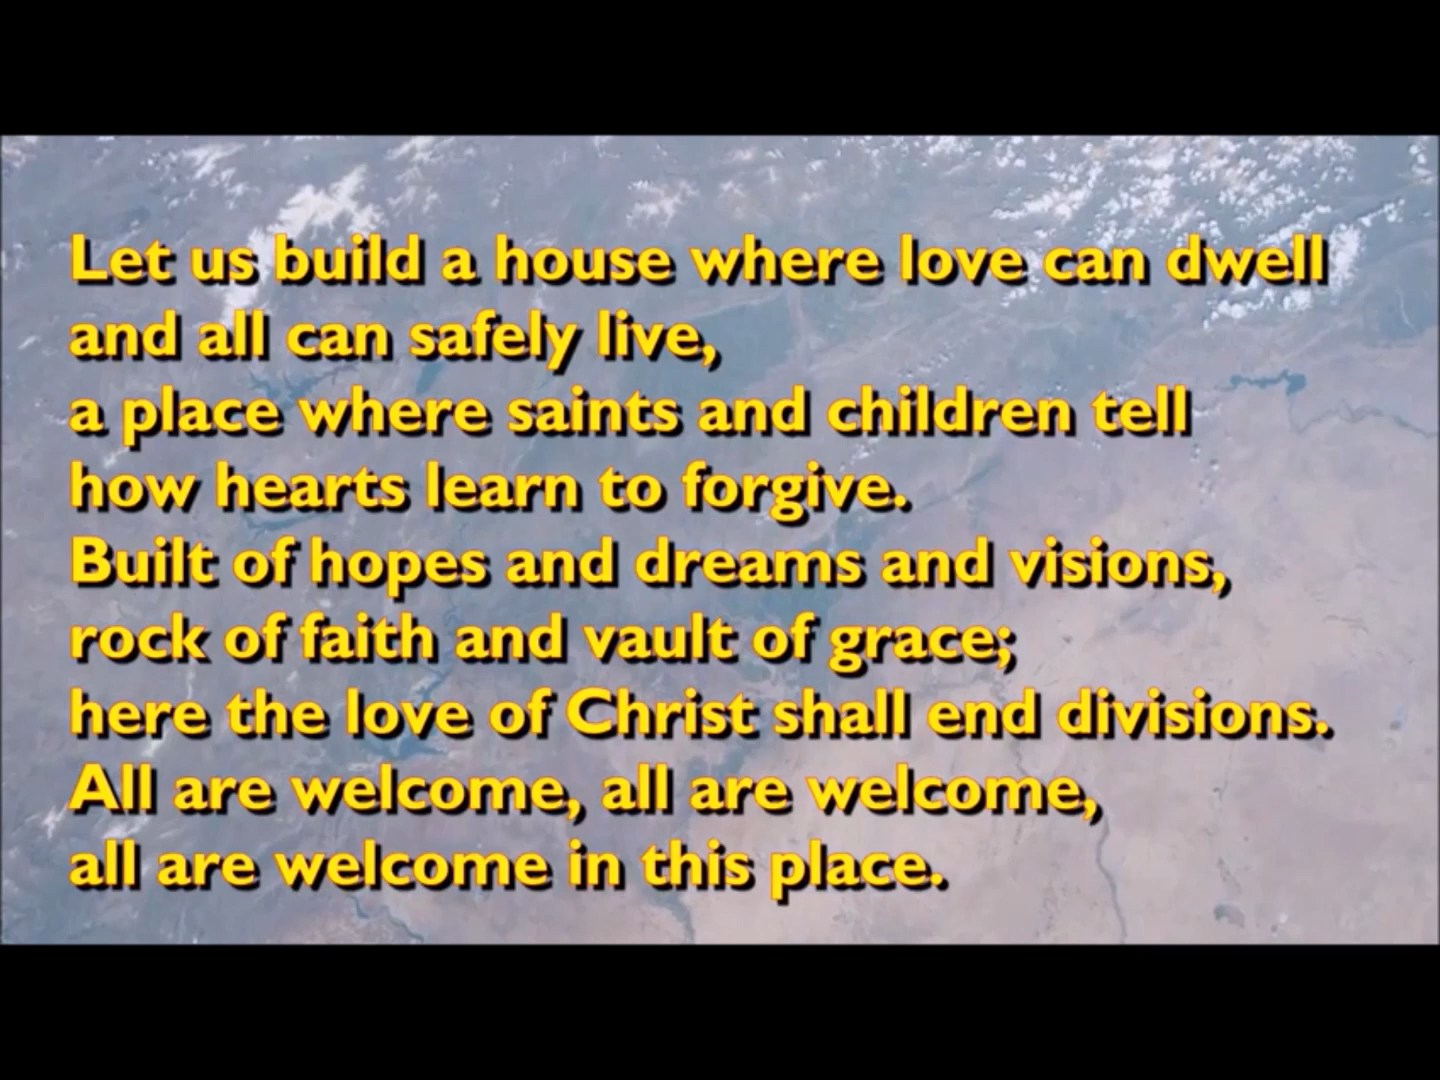 Let us build a house where love can dwell
and all can safely live,
a place where saints and children tell
how hearts learn to forgive.
Built of hopes and dreams and visions,
rock of faith and vault of grace;
here the love of Christ shall end divisions.
All are welcome, all are welcome,
all are welcome in this place.